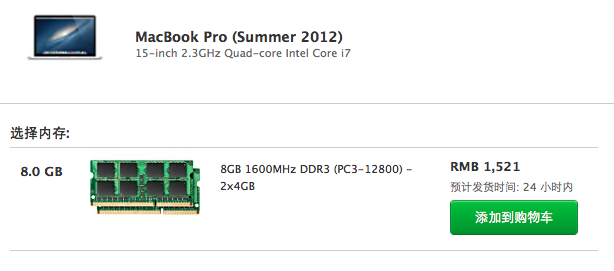 MacBook Pro (Summer 2012)
15-inch 2.3GHz Quad-core Intel Core i7
选择内存:
8.0 GB
8GB 1600MHz DDR3 (PC3-12800) –
2x4GB
RMB 1,521
预计发货时间: 24 小时内
添加到购物车